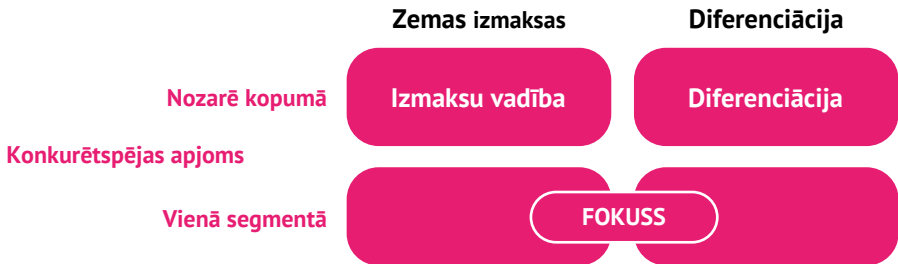 Zemas izmaksas
Diferenciācija
Nozarē kopumā
Izmaksu vadība
Diferenciācija
Konkurētspējas apjoms
Vienā segmentā
FOKUSS